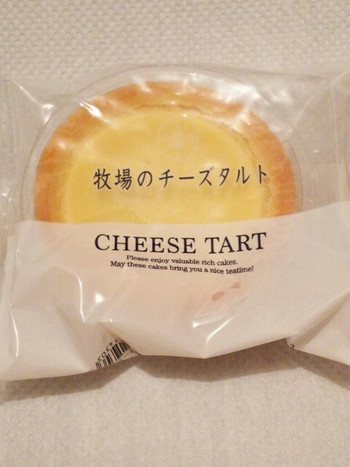 牧場のチーズタルト
CHEESE TART
Please enjoy valuable rich cakes.
May these cakes bring you a nice teatime!